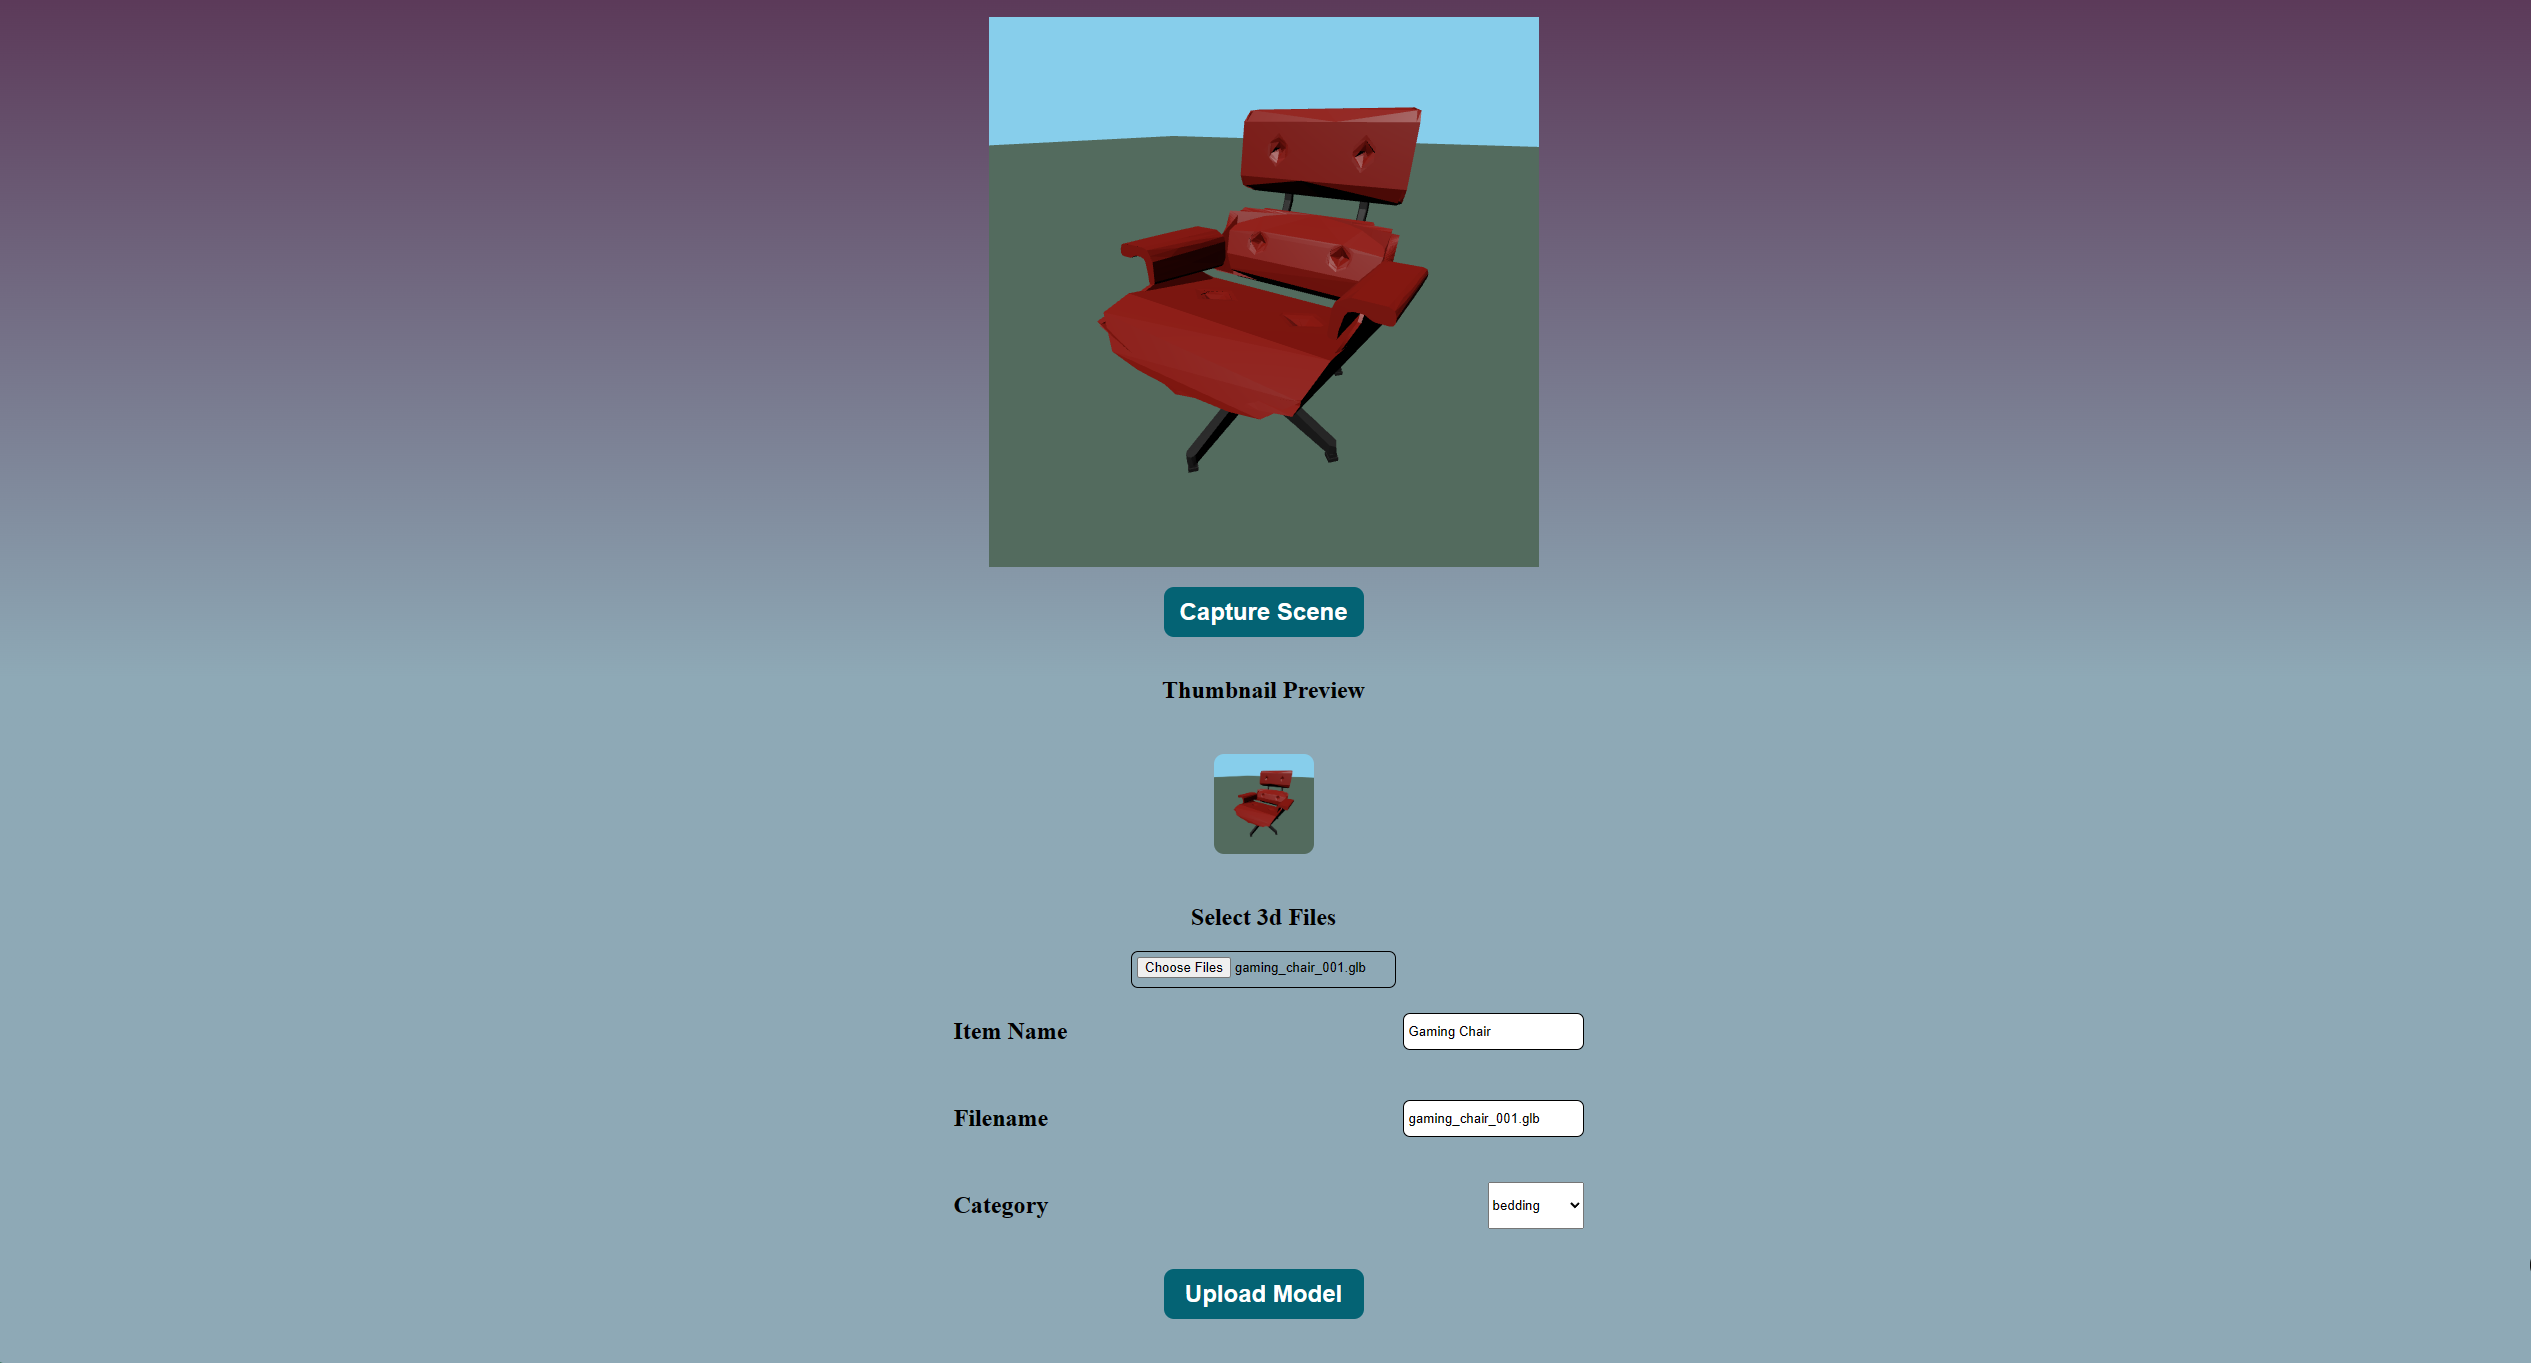 Capture Scene
Thumbnail Preview
Select 3d Files
Choose Files gaming_chair_001.glb
Item Name Gaming Chair
Filename gaming_chair_001.glb
Category bedding
Upload Model